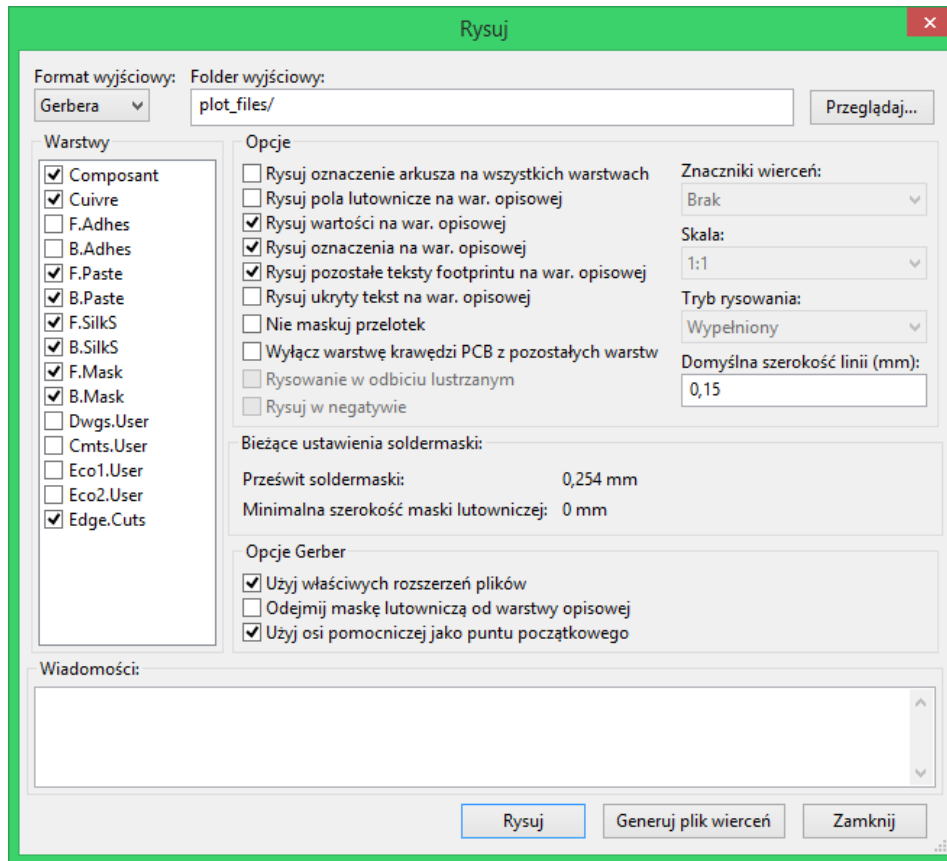 Rysuj
Format wyjściowy:
Folder wyjściowy:
Gerbera
plot_files/
Przeglądaj...
Warstwy
Composant
Cuivre
F.Adhes
B.Adhes
F.Paste
B.Paste
F.SilkS
B.SilkS
F.Mask
B.Mask
Dwgs.User
Cmts.User
Eco1.User
Eco2.User
Edge.Cuts
Opcje
Rysuj oznaczenie arkusza na wszystkich warstwach
Rysuj pola lutownicze na war. opisowej
Rysuj wartości na war. opisowej
Rysuj oznaczenia na war. opisowej
Rysuj pozostałe teksty footprintu na war. opisowej
Rysuj ukryty tekst na war. opisowej
Nie maskuj przelotek
Wyłącz warstwę krawędzi PCB z pozostałych warstw
Rysowanie w odbiciu lustrzanym
Rysuj w negatywie
Znaczniki wierceń:
Brak
Skala:
1:1
Tryb rysowania:
Wypełniony
Domyślna szerokość linii (mm):
0,15
Bieżące ustawienia soldermaski:
Prześwit soldermaski: 0,254 mm
Minimalna szerokość maski lutowniczej: 0 mm
Opcje Gerber
Użyj właściwych rozszerzeń plików
Odejmij maskę lutowniczą od warstwy opisowej
Użyj osi pomocniczej jako puntu początkowego
Wiadomości:
Rysuj
Generuj plik wierceń
Zamknij